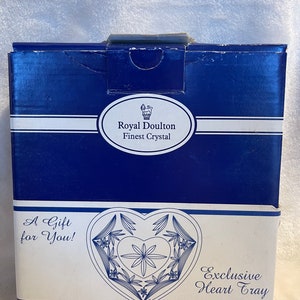 Royal Doulton
Finest Crystal
A Gift
for You!
Exclusive
Heart Tray